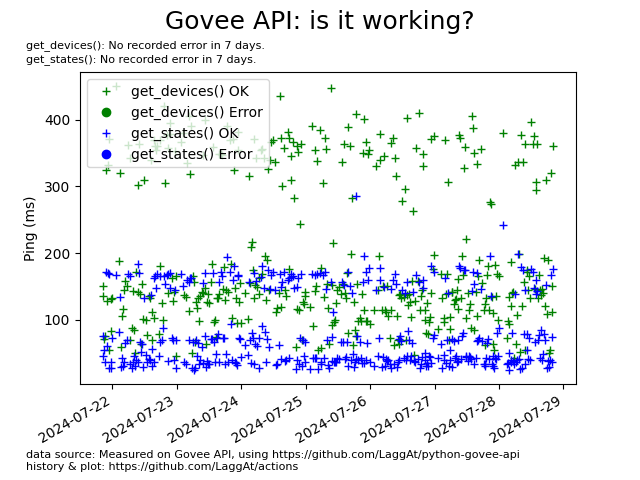 Govee API: is it working?
get_devices(): No recorded error in 7 days.
get_states(): No recorded error in 7 days.
get_devices() OK
get_devices() Error
get_states() OK
get_states() Error
Ping (ms)
400
300
200
100
2024-07-22
2024-07-23
2024-07-24
2024-07-25
2024-07-26
2024-07-27
2024-07-28
2024-07-29
data source: Measured on Govee API, using https://github.com/LaggAt/python-govee-api
history & plot: https://github.com/LaggAt/actions